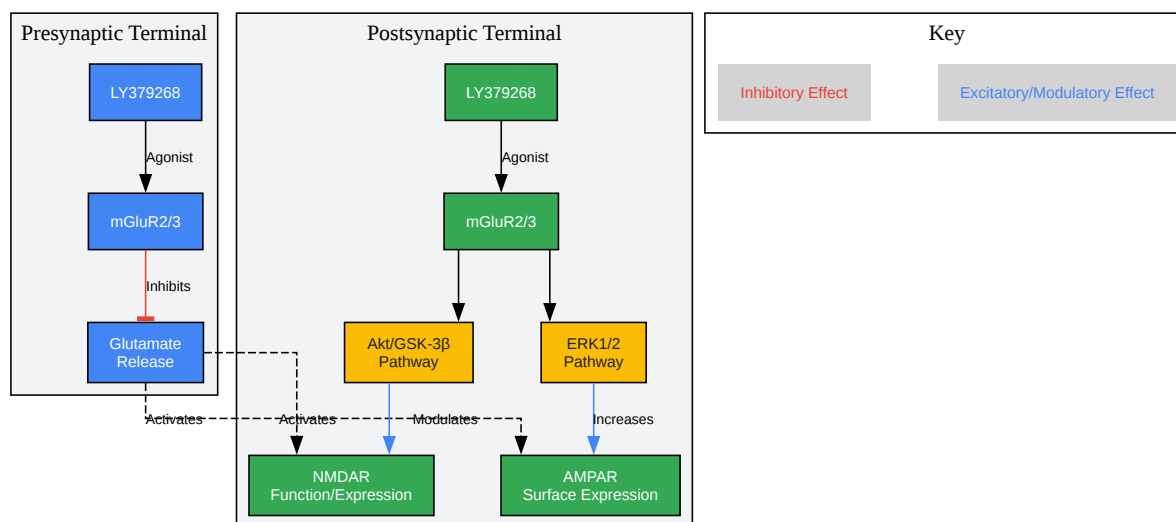 Presynaptic Terminal
Postsynaptic Terminal
Key
LY379268
LY379268
Inhibitory Effect
Excitatory/Modulatory Effect
Agonist
Agonist
mGluR2/3
mGluR2/3
Inhibits
Glutamate
Release
Akt/GSK-3β
Pathway
ERK1/2
Pathway
Activates
Activates
Modulates
Increases
NMDAR
Function/Expression
AMPAR
Surface Expression